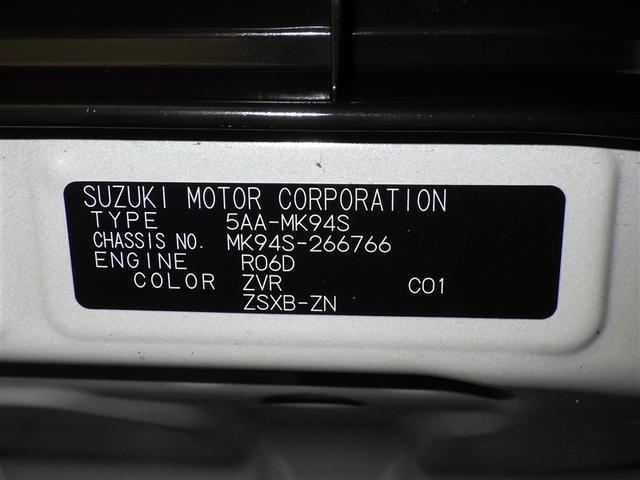 SUZUKI MOTOR CORPORATION
TYPE 5AA-MK94S
CHASSIS NO. MK94S-266766
ENGINE R06D
COLOR ZVR C01
ZSXB-ZN